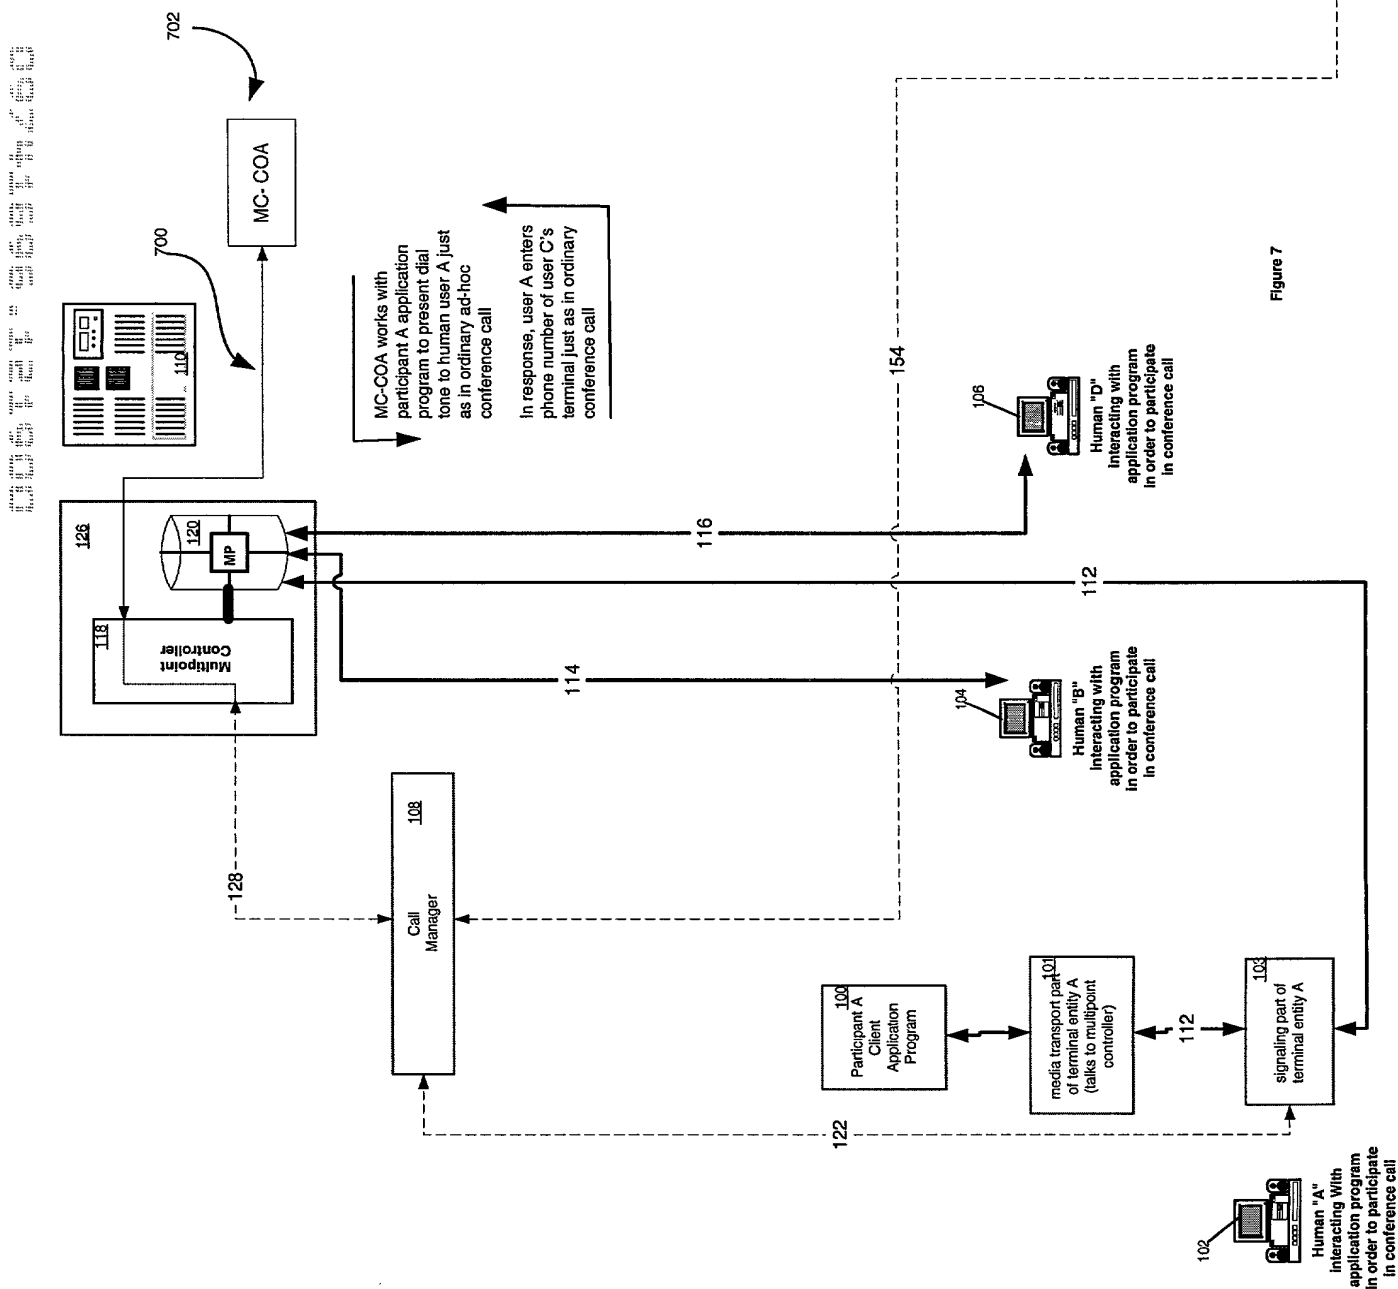 702
MC- COA
700
110
MC-COA works with
participant A application
program to present dial
tone to human user A just
as in ordinary ad-hoc
conference call
In response, user A enters
phone number of user C's
terminal just as in ordinary
conference call
126
120
MP
118
Multipoint
Controller
128
108
Call
Manager
154
116
112
114
106
Human "D"
Interacting with
application program
in order to participate
in conference call
104
Human "B"
Interacting with
application program
in order to participate
in conference call
100
Participant A
Client
Application
Program
101
media transport part
of terminal entity A
(talks to multipoint
controller)
112
103
signaling part of
terminal entity A
122
102
Human "A"
Interacting With
application program
in order to participate
in conference call
Figure 7